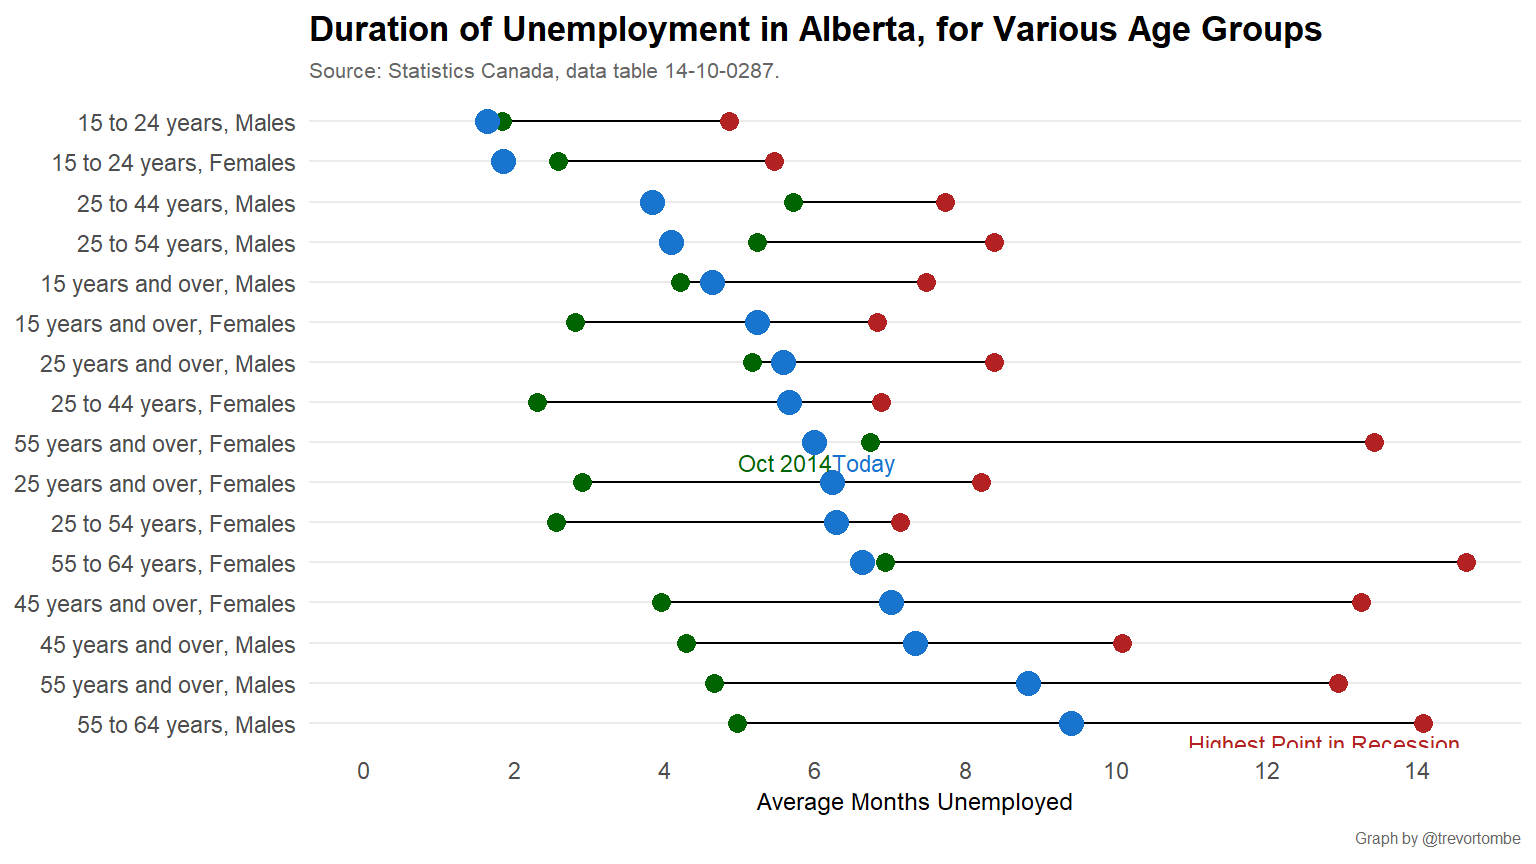 Duration of Unemployment in Alberta, for Various Age Groups
Source: Statistics Canada, data table 14-10-0287.
15 to 24 years, Males
15 to 24 years, Females
25 to 44 years, Males
25 to 54 years, Males
15 years and over, Males
15 years and over, Females
25 years and over, Males
25 to 44 years, Females
55 years and over, Females
Oct 2014 Today
25 years and over, Females
25 to 54 years, Females
55 to 64 years, Females
45 years and over, Females
45 years and over, Males
55 years and over, Males
55 to 64 years, Males
Highest Point in Recession
0 2 4 6 8 10 12 14
Average Months Unemployed
Graph by @trevortombe